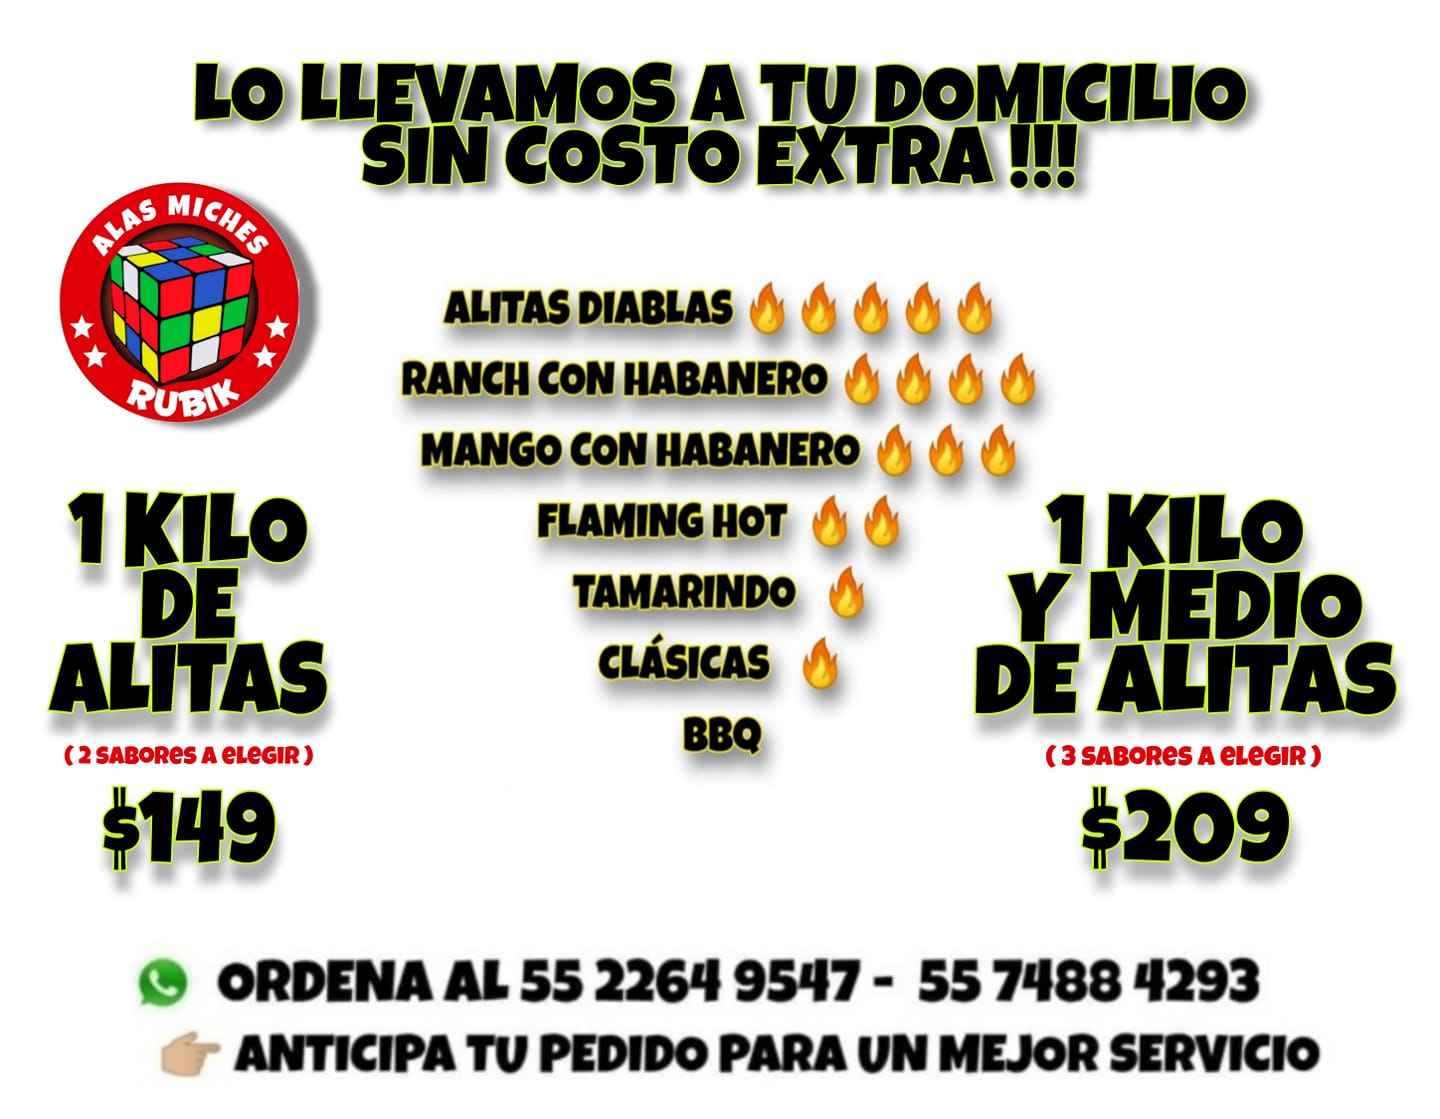 LO LLEVAMOS A TU DOMICILIO
SIN COSTO EXTRA !!!
ALAS MICHES
RUBIK
ALITAS DIABLAS 🔥🔥🔥🔥🔥
RANCH CON HABANERO 🔥🔥🔥🔥
MANGO CON HABANERO 🔥🔥🔥
FLAMING HOT 🔥🔥
TAMARINDO 🔥
CLÁSICAS 🔥
BBQ
1 KILO
DE
ALITAS
( 2 SABORES A ELEGIR )
$149
1 KILO
Y MEDIO
DE ALITAS
( 3 SABORES A ELEGIR )
$209
ORDENA AL 55 2264 9547 - 55 7488 4293
👉🏼 ANTICIPA TU PEDIDO PARA UN MEJOR SERVICIO